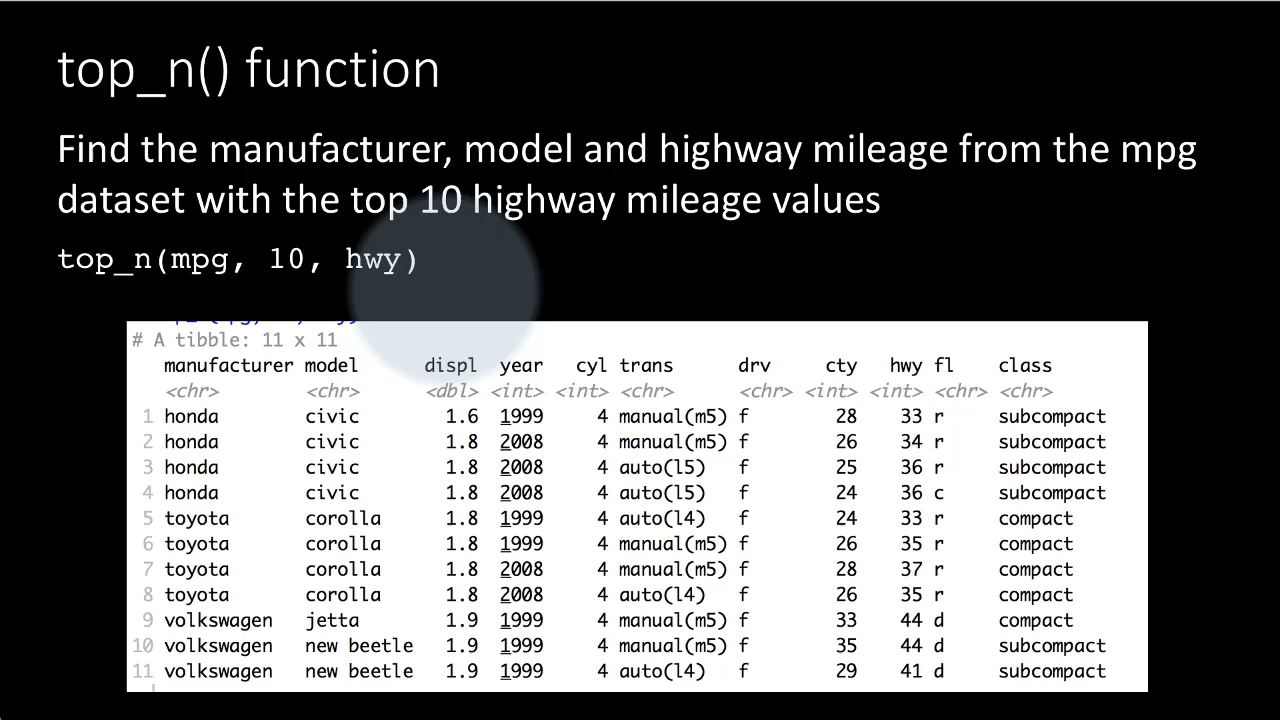 top_n() function
Find the manufacturer, model and highway mileage from the mpg
dataset with the top 10 highway mileage values
top_n(mpg, 10, hwy)
# A tibble: 11 x 11
manufacturer model displ year cyl trans drv cty hwy fl class
<chr> <chr> <dbl> <int> <int> <chr> <chr> <int> <int> <chr> <chr>
1 honda civic 1.6 1999 4 manual(m5) f 28 33 r subcompact
2 honda civic 1.8 2008 4 manual(m5) f 26 34 r subcompact
3 honda civic 1.8 2008 4 auto(l5) f 25 36 r subcompact
4 honda civic 1.8 2008 4 auto(l5) f 24 36 c subcompact
5 toyota corolla 1.8 1999 4 auto(l4) f 24 33 r compact
6 toyota corolla 1.8 1999 4 manual(m5) f 26 35 r compact
7 toyota corolla 1.8 2008 4 manual(m5) f 28 37 r compact
8 toyota corolla 1.8 2008 4 auto(l4) f 26 35 r compact
9 volkswagen jetta 1.9 1999 4 manual(m5) f 33 44 d compact
10 volkswagen new beetle 1.9 1999 4 manual(m5) f 35 44 d subcompact
11 volkswagen new beetle 1.9 1999 4 auto(l4) f 29 41 d subcompact